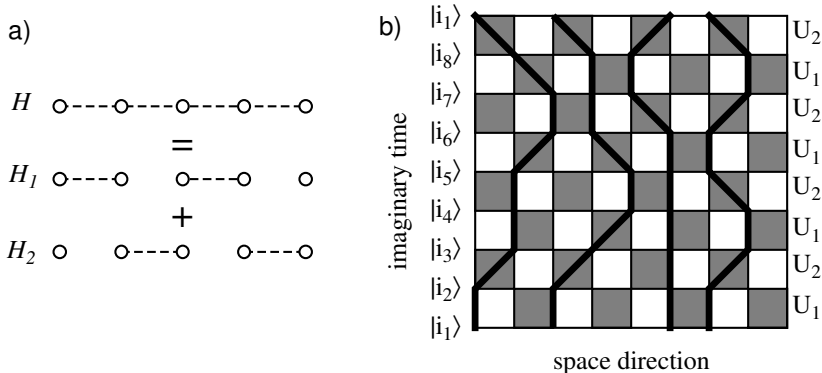 a)
H
=
H₁
+
H₂
b)
imaginary time
|i₁⟩
|i₈⟩
|i₇⟩
|i₆⟩
|i₅⟩
|i₄⟩
|i₃⟩
|i₂⟩
|i₁⟩
U₂
U₁
U₂
U₁
U₂
U₁
U₂
U₁
space direction